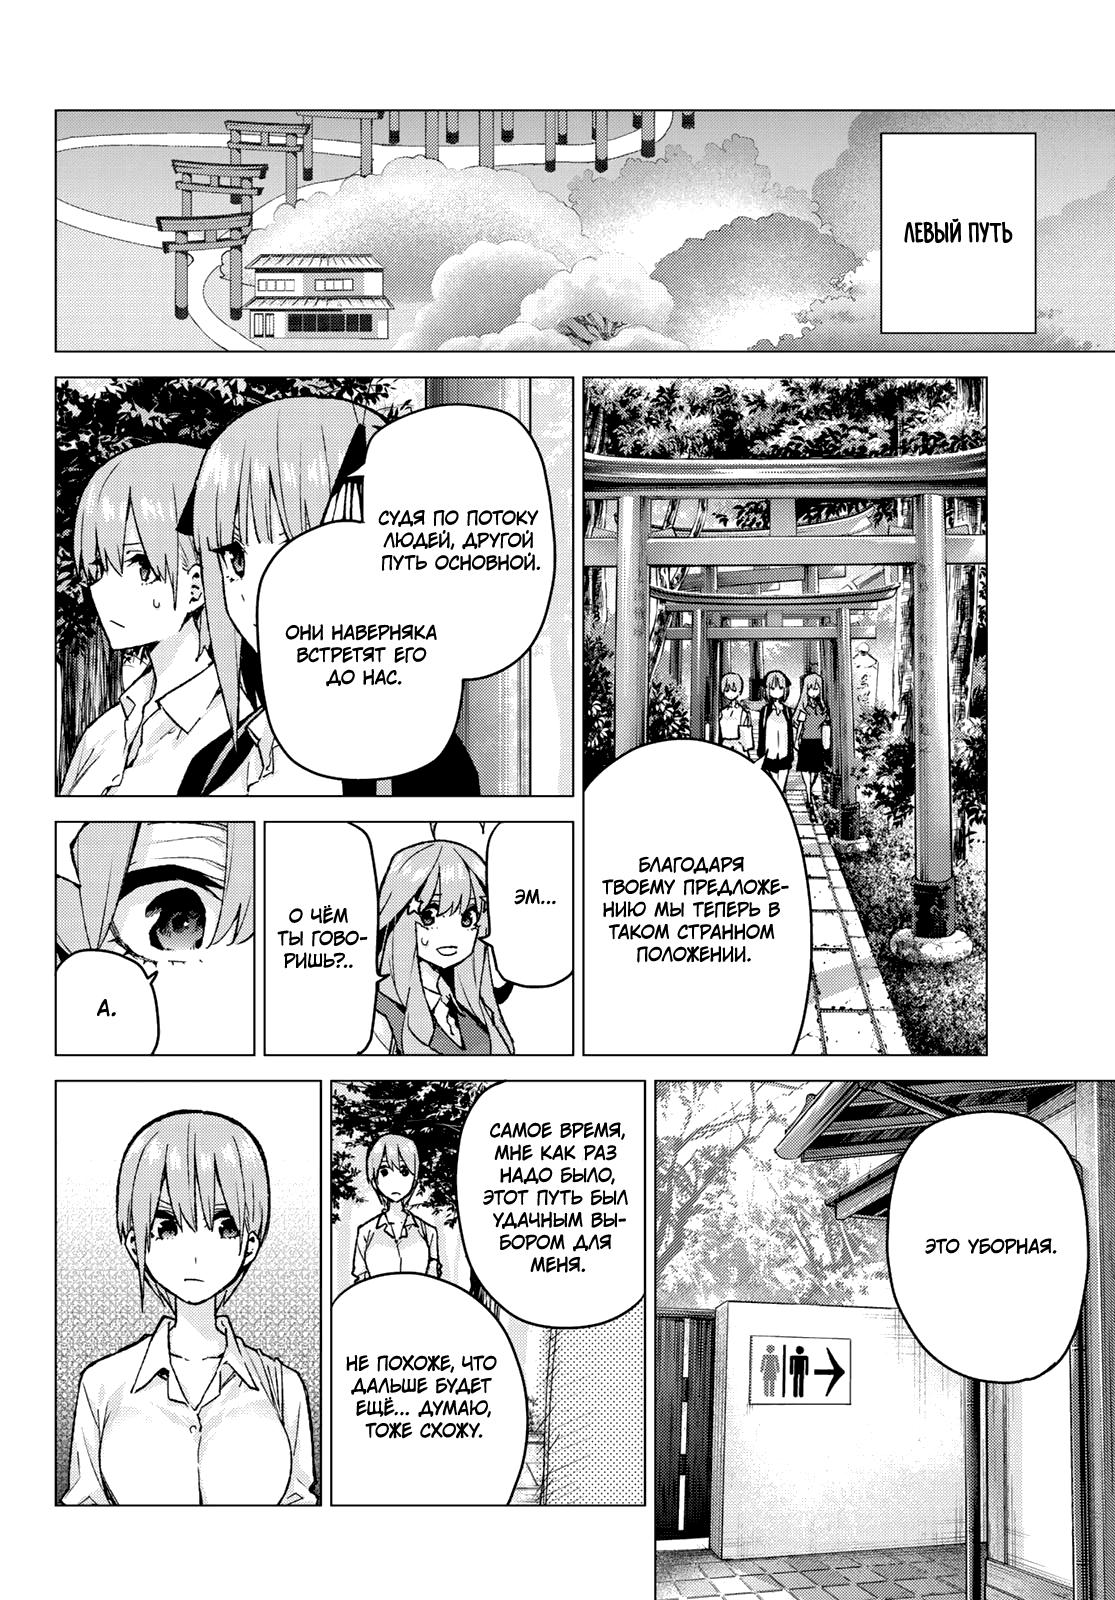 ЛЕВЫЙ ПУТЬ
БЛАГОДАРЯ
ТВОЕМУ ПРЕДЛОЖЕ-
НИЮ МЫ ТЕПЕРЬ В
ТАКОМ СТРАННОМ
ПОЛОЖЕНИИ.
СУДЯ ПО ПОТОКУ
ЛЮДЕЙ, ДРУГОЙ
ПУТЬ ОСНОВНОЙ.
ОНИ НАВЕРНЯКА
ВСТРЕТЯТ ЕГО
ДО НАС.
ЭМ...
О ЧЁМ
ТЫ ГОВО-
РИШЬ?..
А.
ЭТО УБОРНАЯ.
САМОЕ ВРЕМЯ,
МНЕ КАК РАЗ
НАДО БЫЛО,
ЭТОТ ПУТЬ БЫЛ
УДАЧНЫМ ВЫ-
БОРОМ ДЛЯ
МЕНЯ.
НЕ ПОХОЖЕ, ЧТО
ДАЛЬШЕ БУДЕТ
ЕЩЁ... ДУМАЮ,
ТОЖЕ СХОЖУ.